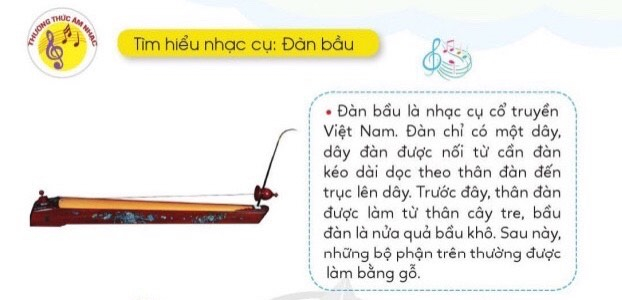 THƯỜNG THỨC ÂM NHẠC
Tìm hiểu nhạc cụ: Đàn bầu
• Đàn bầu là nhạc cụ cổ truyền
Việt Nam. Đàn chỉ có một dây,
dây đàn được nối từ cần đàn
kéo dài dọc theo thân đàn đến
trục lên dây. Trước đây, thân đàn
được làm từ thân cây tre, bầu
đàn là nửa quả bầu khô. Sau này,
những bộ phận trên thường được
làm bằng gỗ.